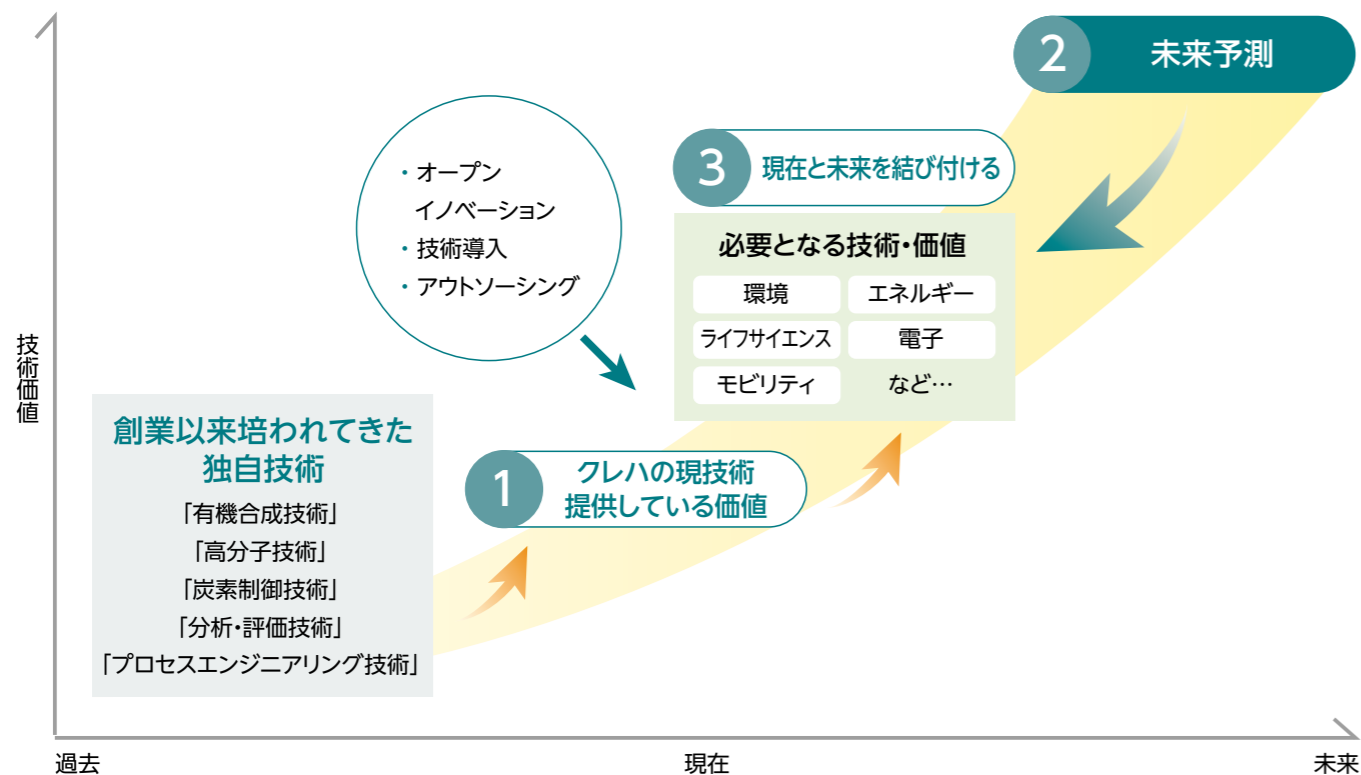 2 未来予測
3 現在と未来を結び付ける
・オープン
イノベーション
・技術導入
・アウトソーシング
必要となる技術・価値
環境 エネルギー
ライフサイエンス 電子
モビリティ など…
技術価値
創業以来培われてきた
独自技術
「有機合成技術」
「高分子技術」
「炭素制御技術」
「分析・評価技術」
「プロセスエンジニアリング技術」
1 クレハの現技術
提供している価値
過去 現在 未来